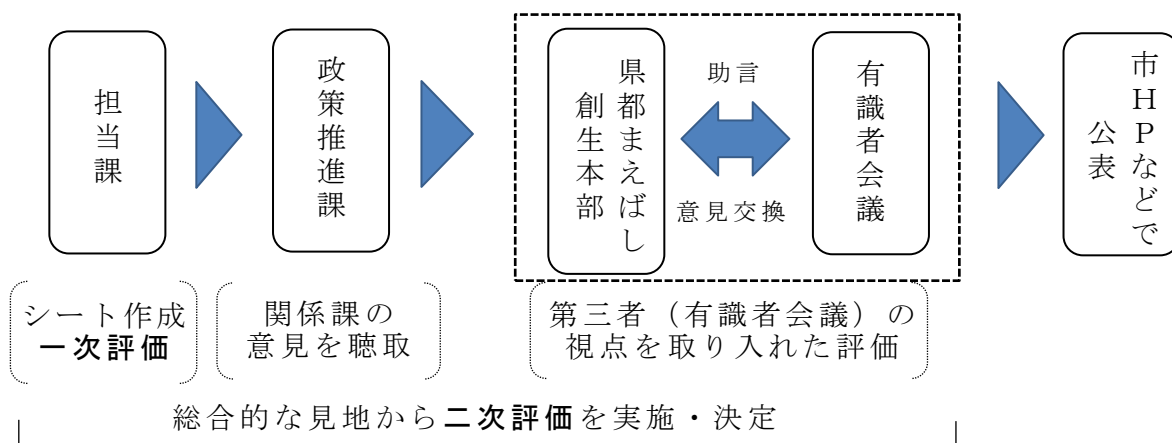 担当課
政策推進課
県都まえばし
創生本部
助言
意見交換
有識者会議
市HPなどで
公表
シート作成
一次評価
関係課の
意見を聴取
第三者（有識者会議）の
視点を取り入れた評価
総合的な見地から二次評価を実施・決定